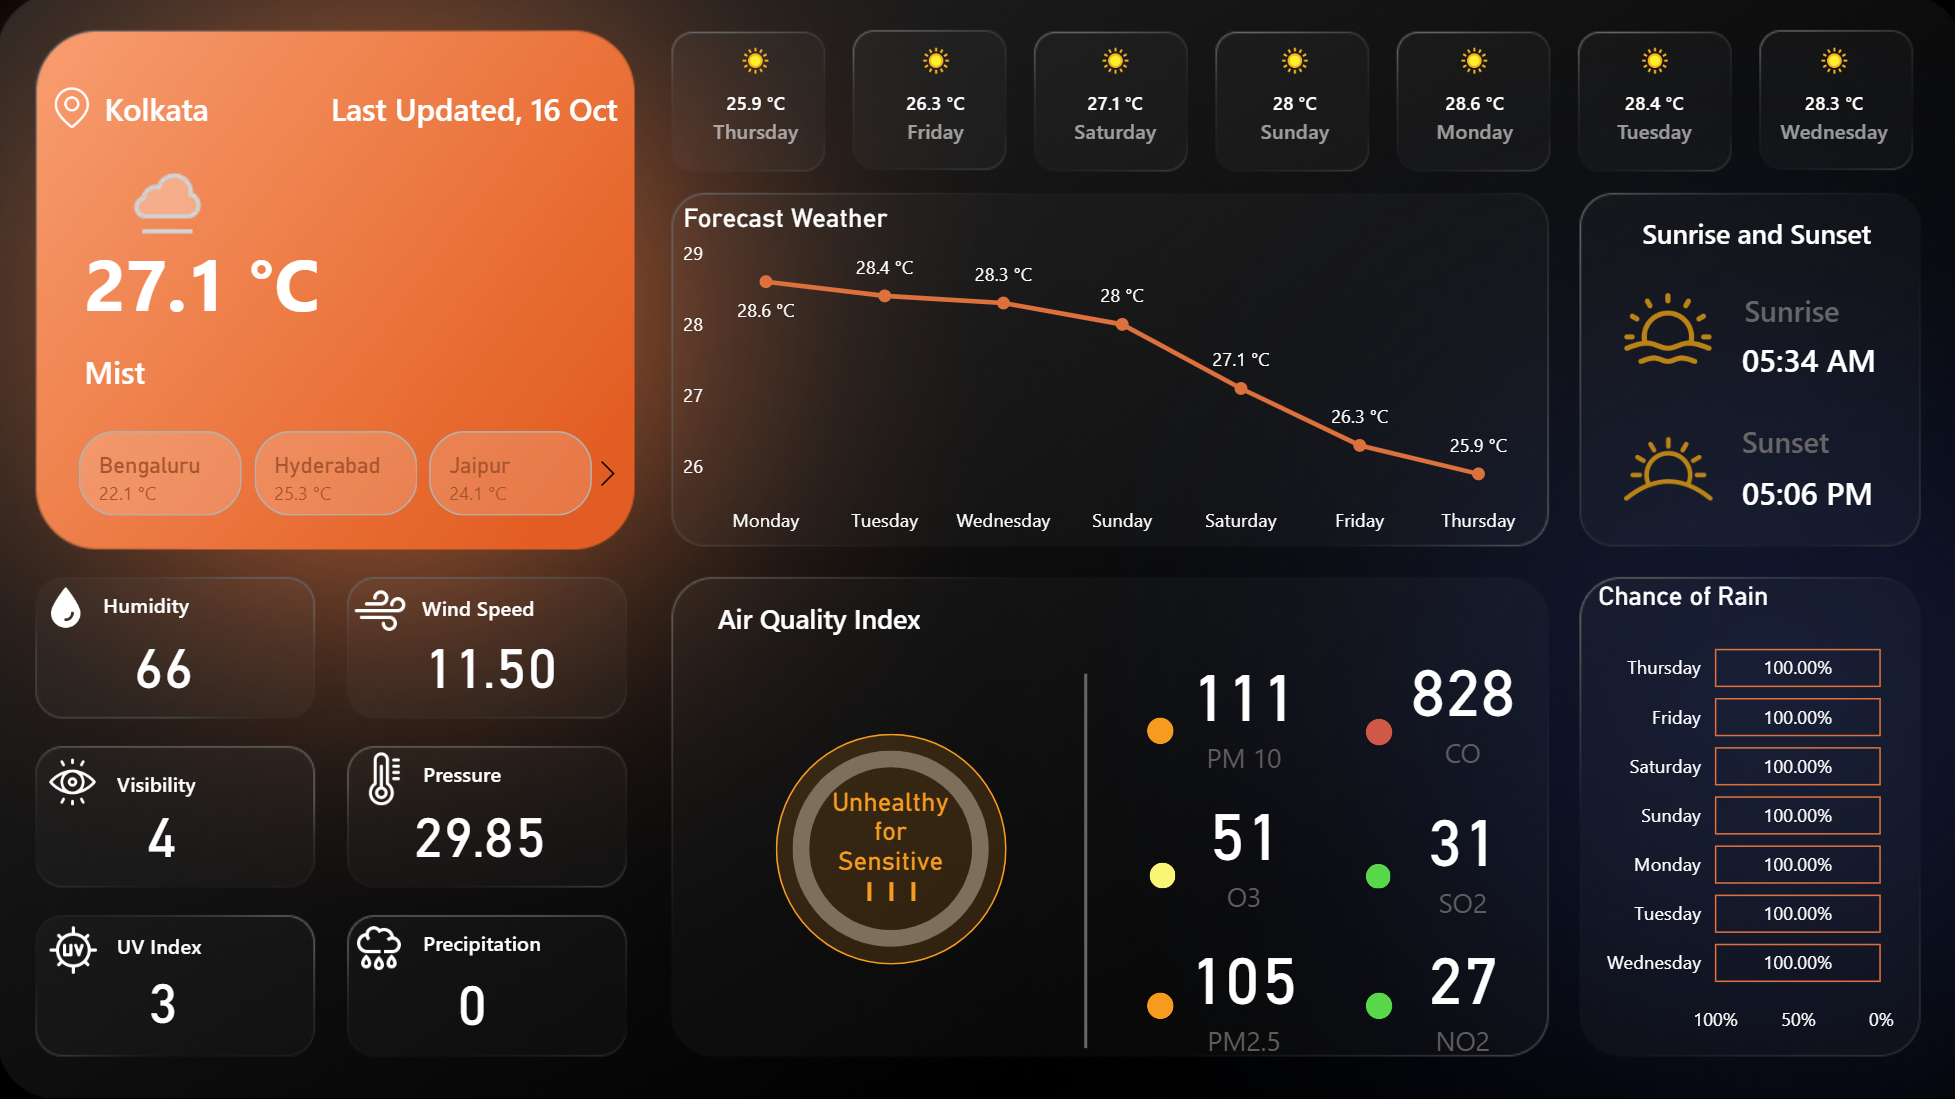 Kolkata
Last Updated, 16 Oct
27.1 °C
Mist
Bengaluru
22.1 °C
Hyderabad
25.3 °C
Jaipur
24.1 °C
25.9 °C
Thursday
26.3 °C
Friday
27.1 °C
Saturday
28 °C
Sunday
28.6 °C
Monday
28.4 °C
Tuesday
28.3 °C
Wednesday
Forecast Weather
29
28
27
26
28.6 °C
28.4 °C
28.3 °C
28 °C
27.1 °C
26.3 °C
25.9 °C
Monday
Tuesday
Wednesday
Sunday
Saturday
Friday
Thursday
Sunrise and Sunset
Sunrise
05:34 AM
Sunset
05:06 PM
Humidity
66
Wind Speed
11.50
Visibility
4
Pressure
29.85
UV
UV Index
3
Precipitation
0
Air Quality Index
Unhealthy
for
Sensitive
111
PM 10
828
CO
51
O3
31
SO2
105
PM2.5
27
NO2
Chance of Rain
Thursday 100.00%
Friday 100.00%
Saturday 100.00%
Sunday 100.00%
Monday 100.00%
Tuesday 100.00%
Wednesday 100.00%
100% 50% 0%